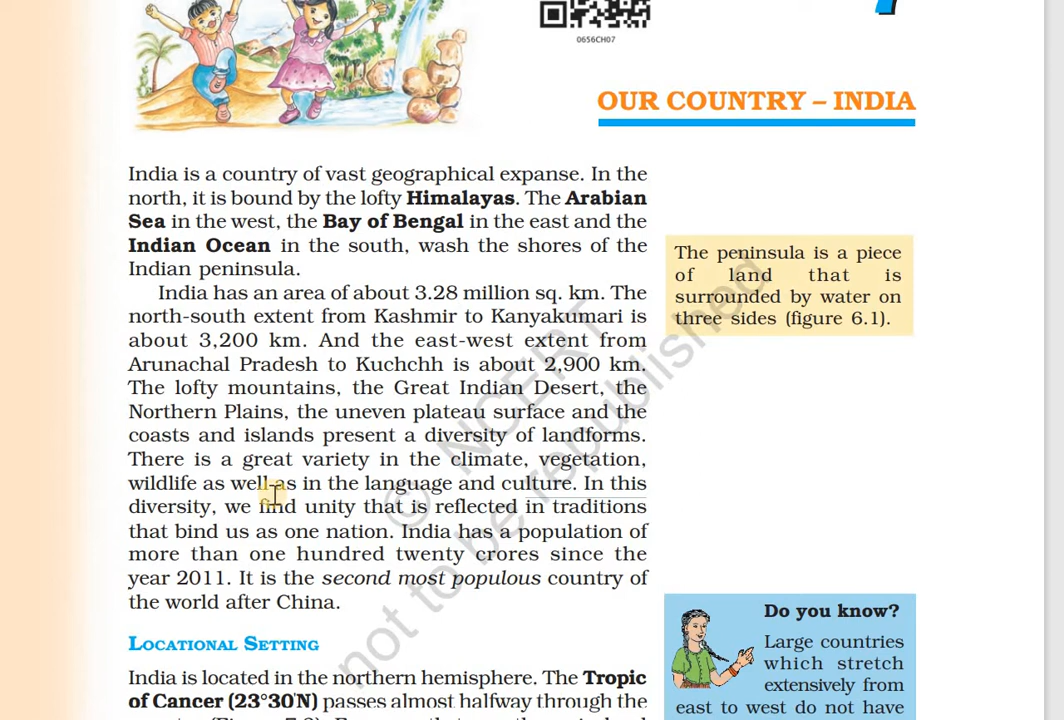 0656CH07
OUR COUNTRY – INDIA
India is a country of vast geographical expanse. In the
north, it is bound by the lofty Himalayas. The Arabian
Sea in the west, the Bay of Bengal in the east and the
Indian Ocean in the south, wash the shores of the
Indian peninsula.
India has an area of about 3.28 million sq. km. The
north-south extent from Kashmir to Kanyakumari is
about 3,200 km. And the east-west extent from
Arunachal Pradesh to Kuchchh is about 2,900 km.
The lofty mountains, the Great Indian Desert, the
Northern Plains, the uneven plateau surface and the
coasts and islands present a diversity of landforms.
There is a great variety in the climate, vegetation,
wildlife as well as in the language and culture. In this
diversity, we find unity that is reflected in traditions
that bind us as one nation. India has a population of
more than one hundred twenty crores since the
year 2011. It is the second most populous country of
the world after China.
The peninsula is a piece
of land that is
surrounded by water on
three sides (figure 6.1).
LOCATIONAL SETTING
India is located in the northern hemisphere. The Tropic
of Cancer (23°30'N) passes almost halfway through the
Do you know?
Large countries
which stretch
extensively from
east to west do not have
© NCERT
not to be republished